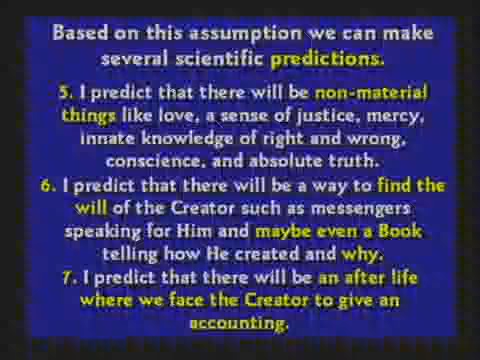 Based on this assumption we can make
several scientific predictions.
5. I predict that there will be non-material
things like love, a sense of justice, mercy,
innate knowledge of right and wrong,
conscience, and absolute truth.
6. I predict that there will be a way to find the
will of the Creator such as messengers
speaking for Him and maybe even a Book
telling how He created and why.
7. I predict that there will be an after life
where we face the Creator to give an
accounting.